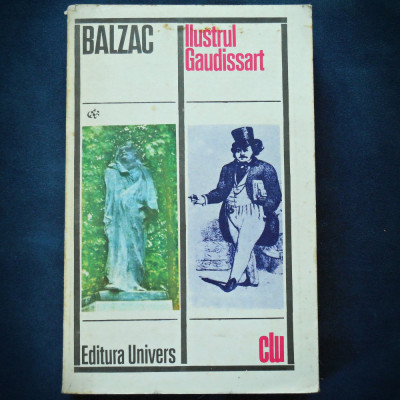 BALZAC
Ilustrul
Gaudissart
Editura Univers
clu